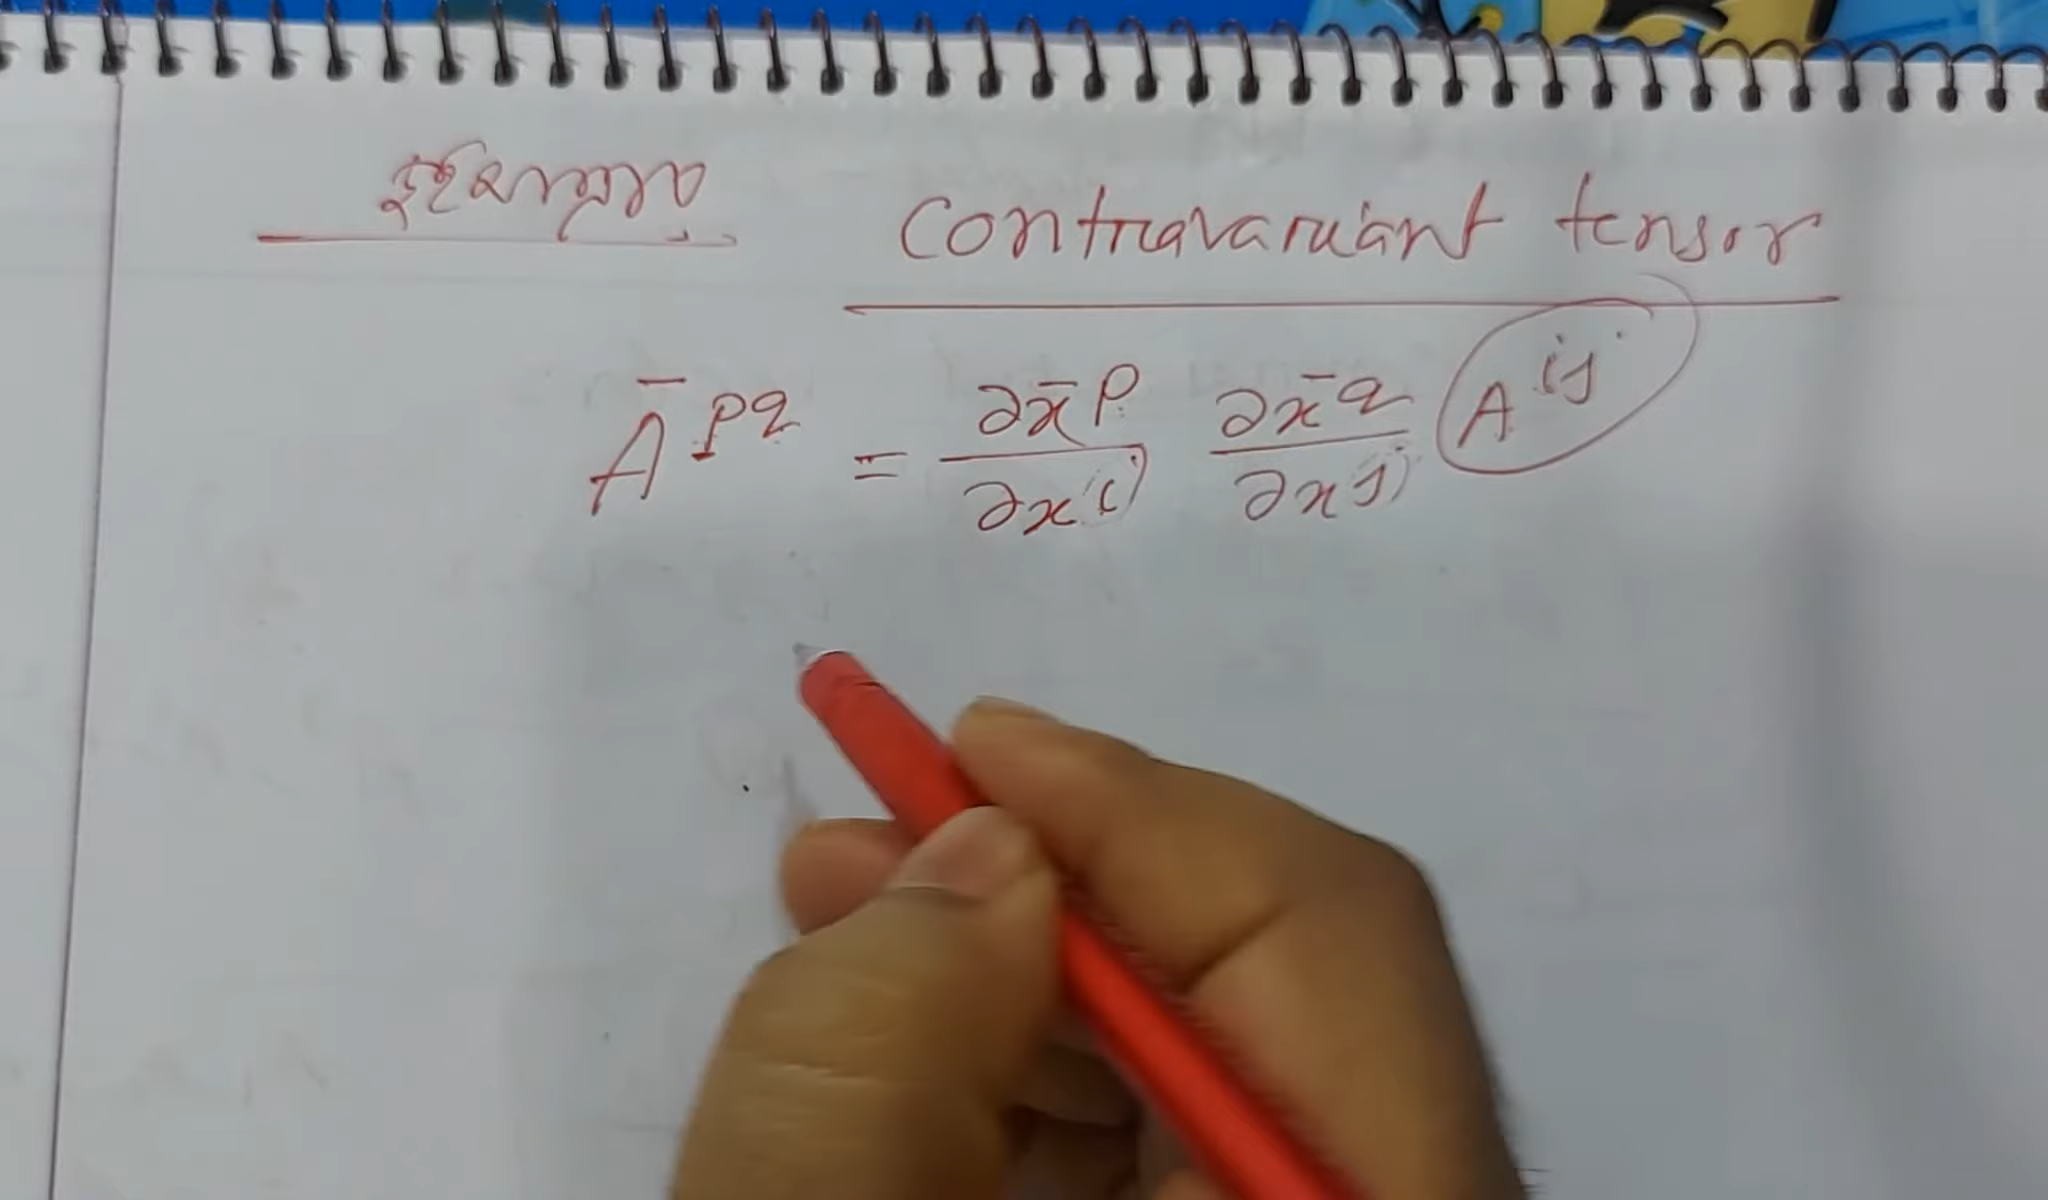 contravariant tensor
A̅^{pq} = ∂x̅^p/∂x^i ∂x̅^q/∂x^j A^{ij}